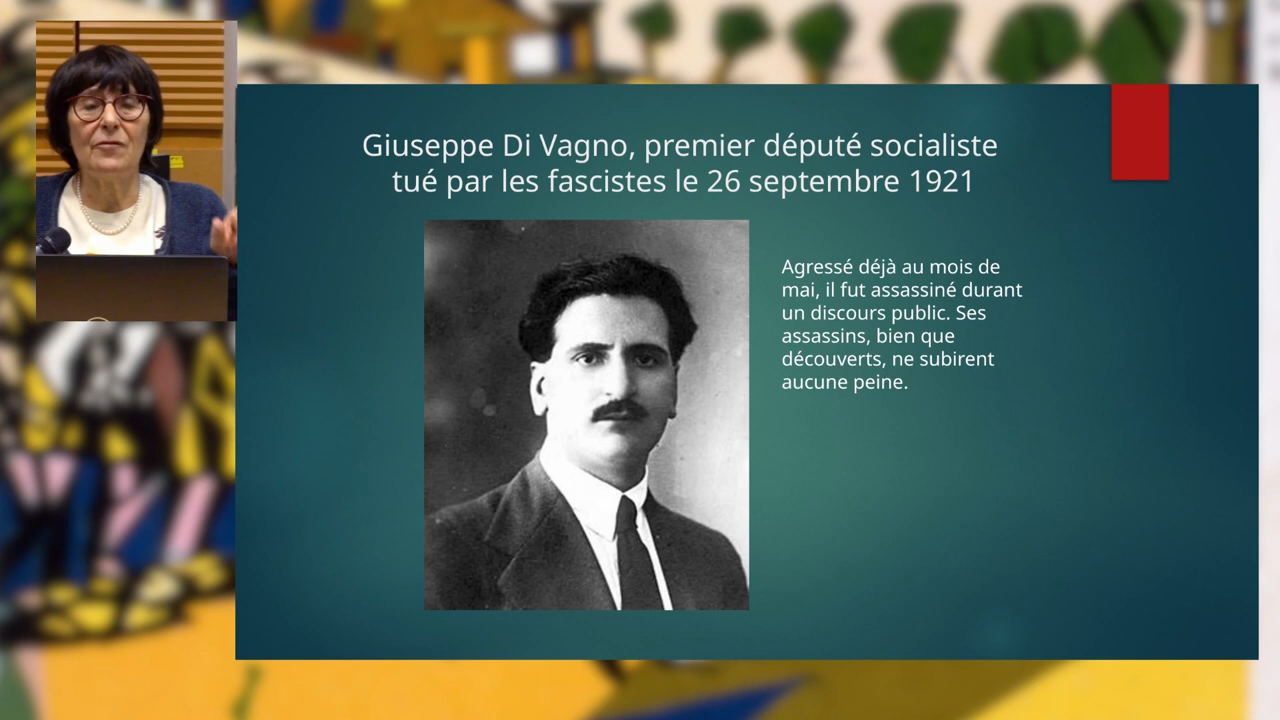 Giuseppe Di Vagno, premier député socialiste
tué par les fascistes le 26 septembre 1921
Agressé déjà au mois de
mai, il fut assassiné durant
un discours public. Ses
assassins, bien que
découverts, ne subirent
aucune peine.